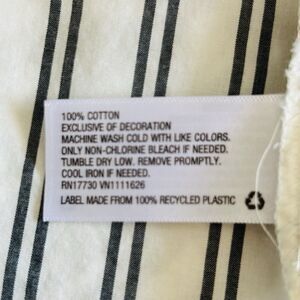 100% COTTON
EXCLUSIVE OF DECORATION
MACHINE WASH COLD WITH LIKE COLORS.
ONLY NON-CHLORINE BLEACH IF NEEDED.
TUMBLE DRY LOW. REMOVE PROMPTLY.
COOL IRON IF NEEDED.
RN17730 VN1111626
LABEL MADE FROM 100% RECYCLED PLASTIC